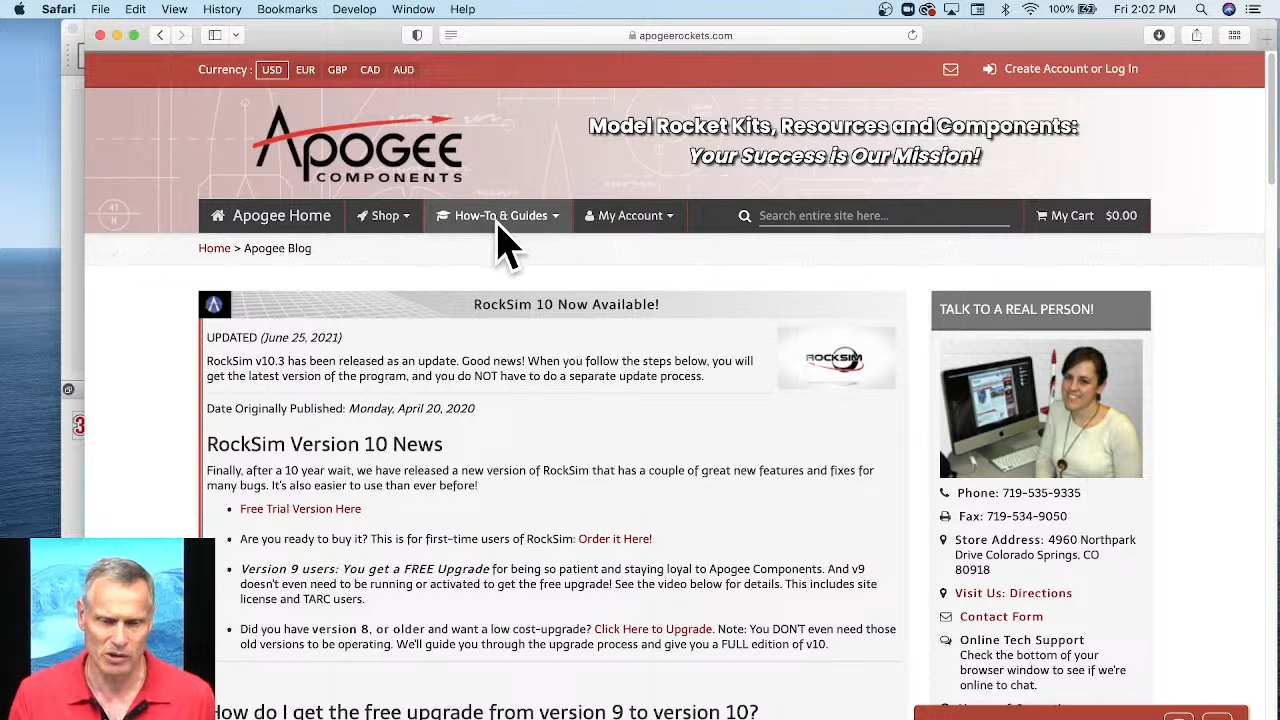 Safari File Edit View History Bookmarks Develop Window Help 100% Fri 2:02 PM
apogeerockets.com
Currency : USD EUR GBP CAD AUD Create Account or Log In
APOGEE
COMPONENTS
Model Rocket Kits, Resources and Components:
Your Success is Our Mission!
41
N
Apogee Home Shop How-To & Guides My Account Search entire site here... My Cart $0.00
Home > Apogee Blog
RockSim 10 Now Available!
UPDATED (June 25, 2021)
RockSim v10.3 has been released as an update. Good news! When you follow the steps below, you will
get the latest version of the program, and you do NOT have to do a separate update process.
ROCKSIM
Date Originally Published: Monday, April 20, 2020
RockSim Version 10 News
Finally, after a 10 year wait, we have released a new version of RockSim that has a couple of great new features and fixes for
many bugs. It's also easier to use than ever before!
Free Trial Version Here
Are you ready to buy it? This is for first-time users of RockSim: Order it Here!
Version 9 users: You get a FREE Upgrade for being so patient and staying loyal to Apogee Components. And v9
doesn't even need to be running or activated to get the free upgrade! See the video below for details. This includes site
license and TARC users.
Did you have version 8, or older and want a low cost-upgrade? Click Here to Upgrade. Note: You DON'T even need those
old versions to be operating. We'll guide you through the upgrade process and give you a FULL edition of v10.
How do I get the free upgrade from version 9 to version 10?
TALK TO A REAL PERSON!
Phone: 719-535-9335
Fax: 719-534-9050
Store Address: 4960 Northpark
Drive Colorado Springs, CO
80918
Visit Us: Directions
Contact Form
Online Tech Support
Check the bottom of your
browser window to see if we're
online to chat.